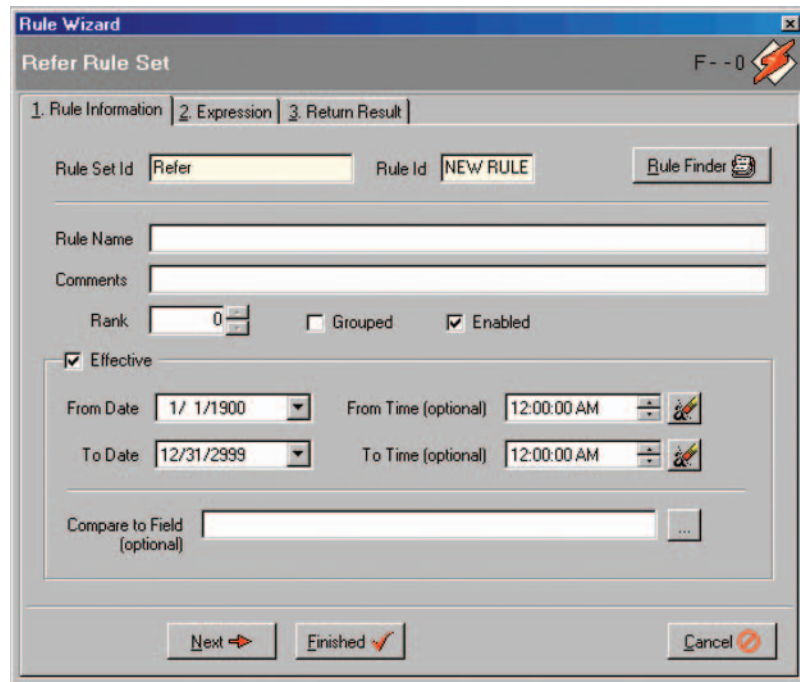 Rule Wizard
Refer Rule Set F - - 0
1. Rule Information 2. Expression 3. Return Result
Rule Set Id Refer Rule Id NEW RULE Rule Finder
Rule Name
Comments
Rank 0 Grouped Enabled
Effective
From Date 1/ 1/1900 From Time (optional) 12:00:00 AM
To Date 12/31/2999 To Time (optional) 12:00:00 AM
Compare to Field ...
(optional)
Next Finished Cancel